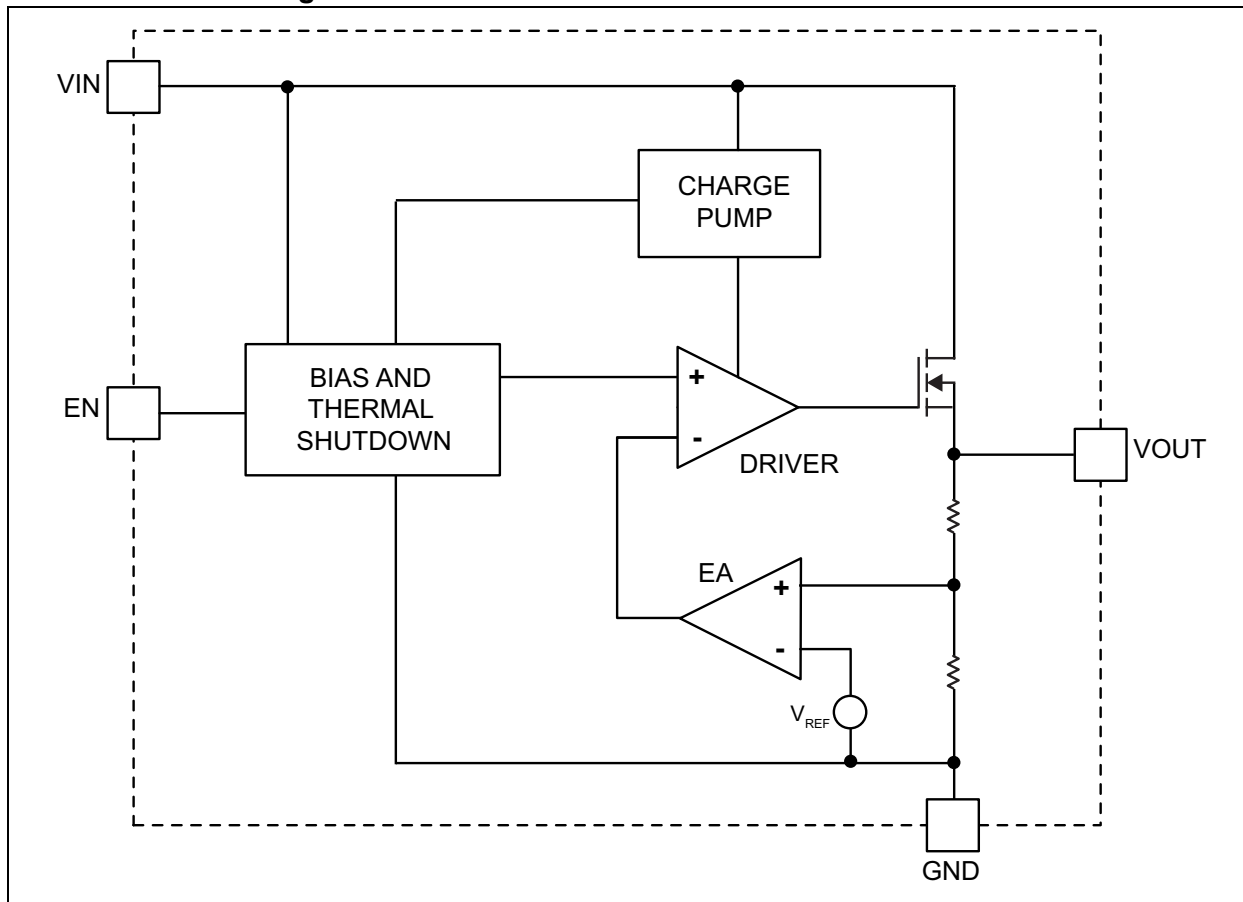 VIN
CHARGE
PUMP
BIAS AND
THERMAL
SHUTDOWN
EN
+
-
DRIVER
VOUT
EA
+
-
VREF
GND